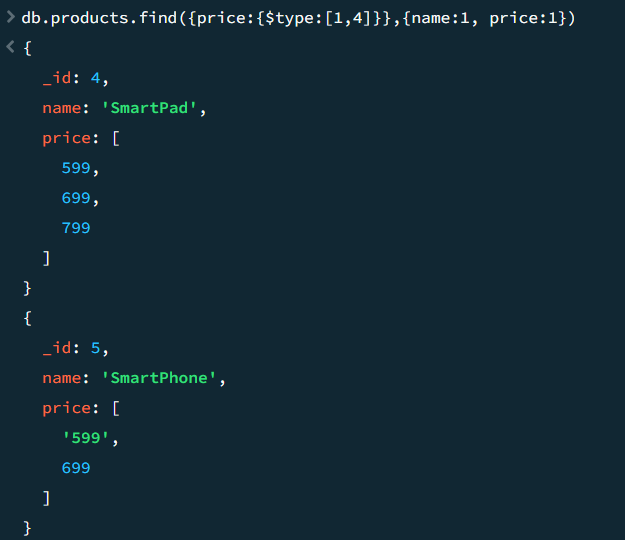 > db.products.find({price:{$type:[1,4]}},{name:1, price:1})
< {
_id: 4,
name: 'SmartPad',
price: [
599,
699,
799
]
}
{
_id: 5,
name: 'SmartPhone',
price: [
'599',
699
]
}